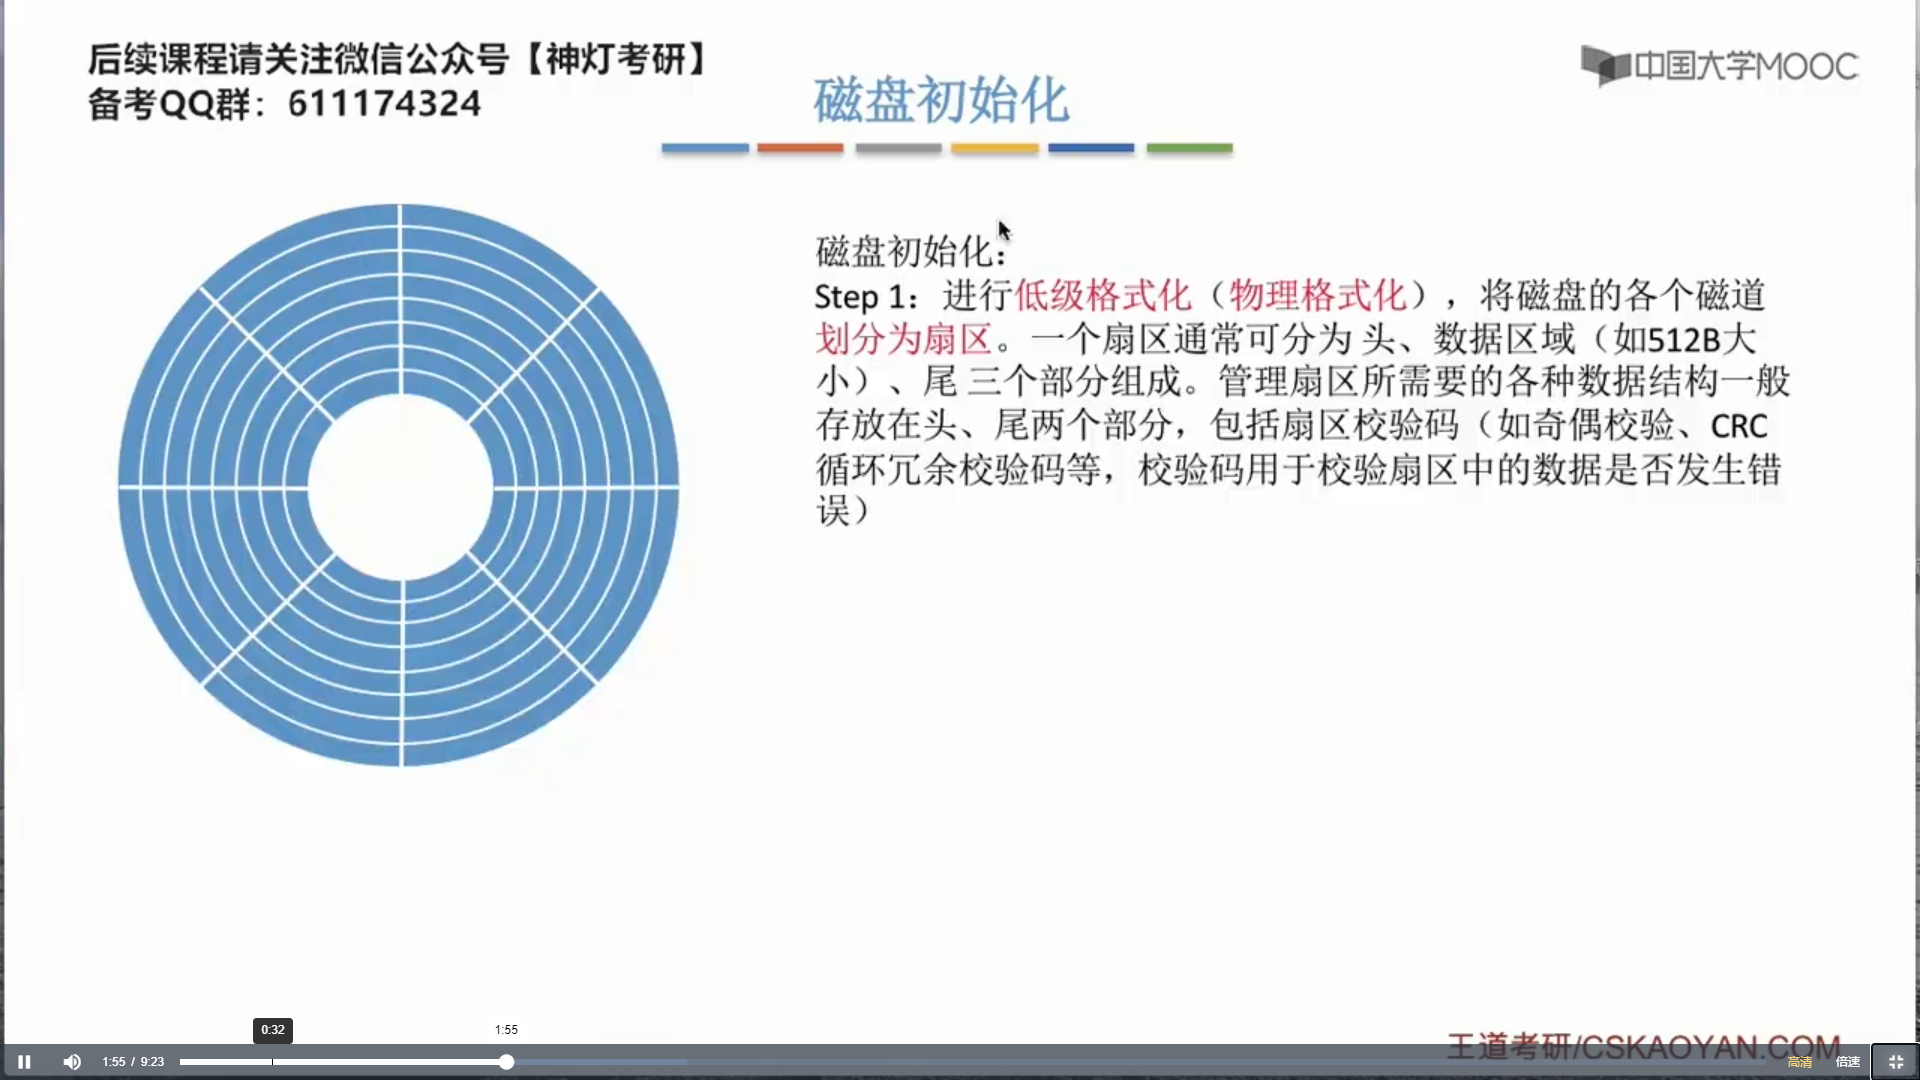 后续课程请关注微信公众号【神灯考研】
备考QQ群：611174324
中国大学MOOC
磁盘初始化
磁盘初始化：
Step 1：进行低级格式化（物理格式化），将磁盘的各个磁道
划分为扇区。一个扇区通常可分为 头、数据区域（如512B大
小）、尾 三个部分组成。管理扇区所需要的各种数据结构一般
存放在头、尾两个部分，包括扇区校验码（如奇偶校验、CRC
循环冗余校验码等，校验码用于校验扇区中的数据是否发生错
误）
王道考研/CSKAOYAN.COM
0:32
1:55
1:55 / 9:23
高清
倍速